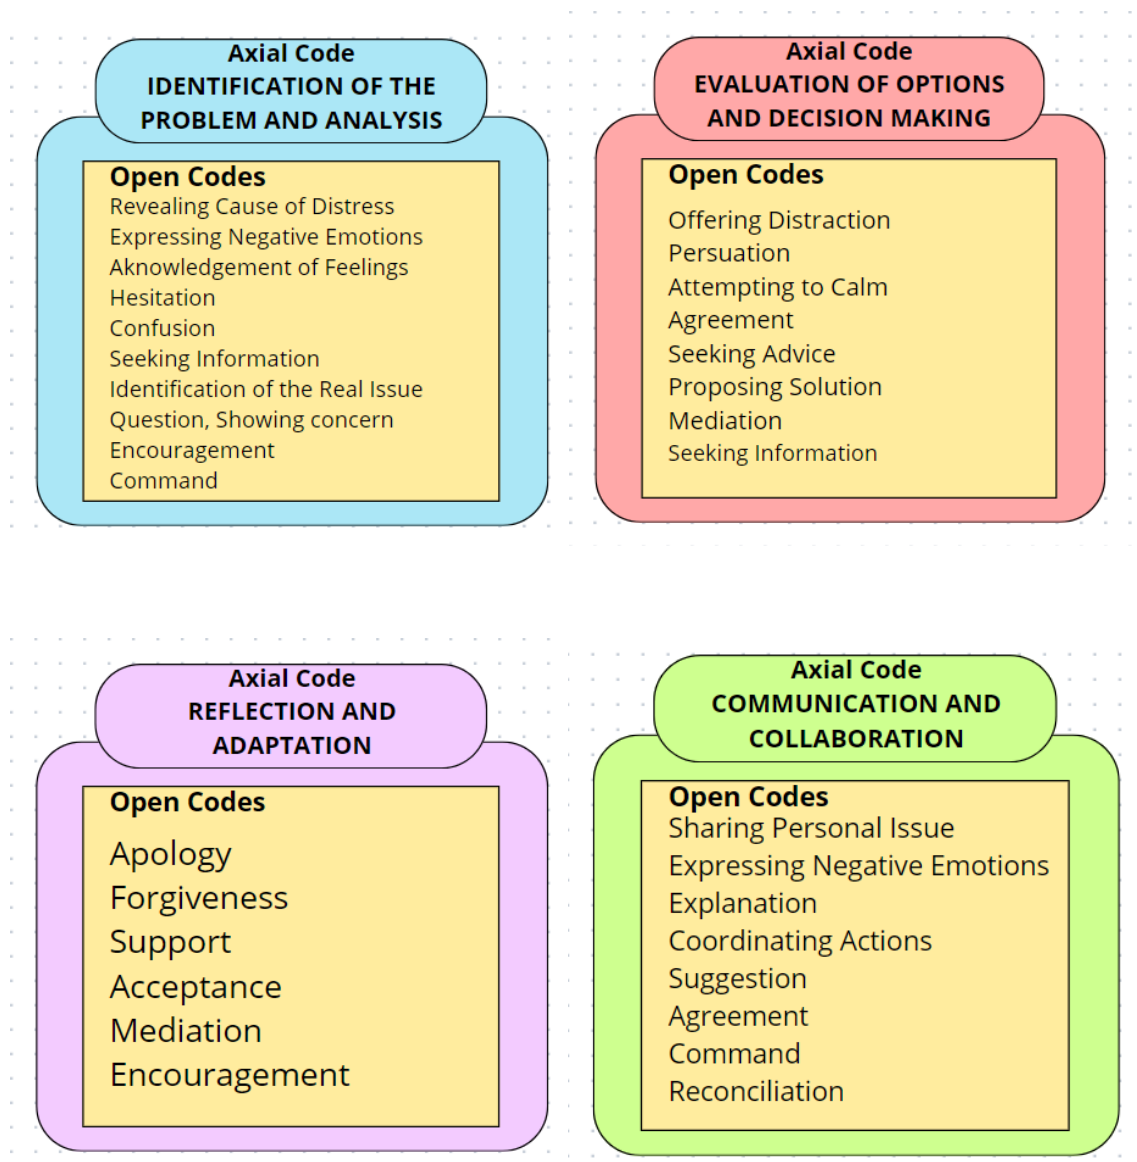 Axial Code
IDENTIFICATION OF THE
PROBLEM AND ANALYSIS
Open Codes
Revealing Cause of Distress
Expressing Negative Emotions
Aknowledgement of Feelings
Hesitation
Confusion
Seeking Information
Identification of the Real Issue
Question, Showing concern
Encouragement
Command
Axial Code
EVALUATION OF OPTIONS
AND DECISION MAKING
Open Codes
Offering Distraction
Persuation
Attempting to Calm
Agreement
Seeking Advice
Proposing Solution
Mediation
Seeking Information
Axial Code
REFLECTION AND
ADAPTATION
Open Codes
Apology
Forgiveness
Support
Acceptance
Mediation
Encouragement
Axial Code
COMMUNICATION AND
COLLABORATION
Open Codes
Sharing Personal Issue
Expressing Negative Emotions
Explanation
Coordinating Actions
Suggestion
Agreement
Command
Reconciliation